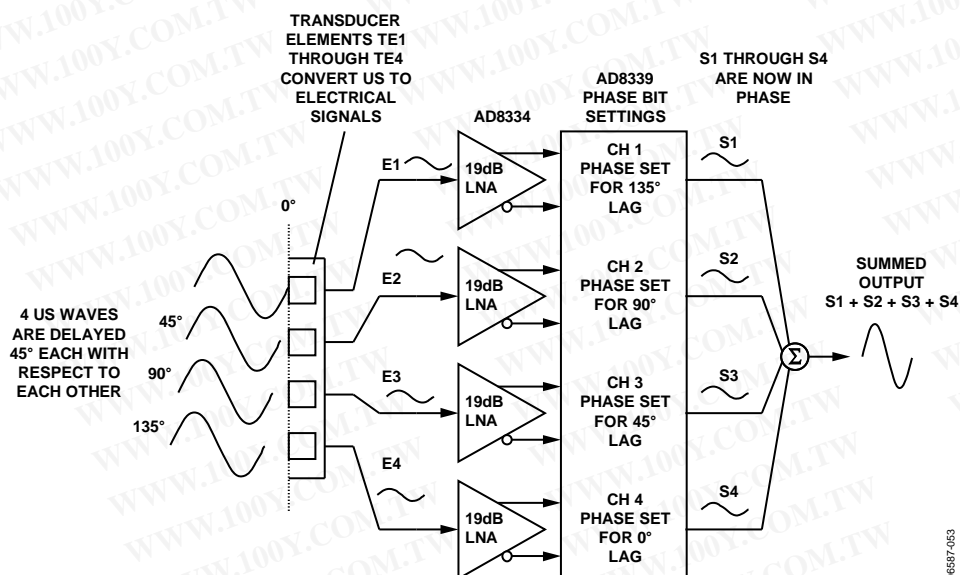 TRANSDUCER
ELEMENTS TE1
THROUGH TE4
CONVERT US TO
ELECTRICAL
SIGNALS
AD8334
AD8339
PHASE BIT
SETTINGS
S1 THROUGH S4
ARE NOW IN
PHASE
0°
4 US WAVES
ARE DELAYED
45° EACH WITH
RESPECT TO
EACH OTHER
45°
90°
135°
E1
19dB
LNA
CH 1
PHASE SET
FOR 135°
LAG
S1
E2
19dB
LNA
CH 2
PHASE SET
FOR 90°
LAG
S2
E3
19dB
LNA
CH 3
PHASE SET
FOR 45°
LAG
S3
E4
19dB
LNA
CH 4
PHASE SET
FOR 0°
LAG
S4
Σ
SUMMED
OUTPUT
S1 + S2 + S3 + S4
06587-053
WWW.100Y.COM.TW